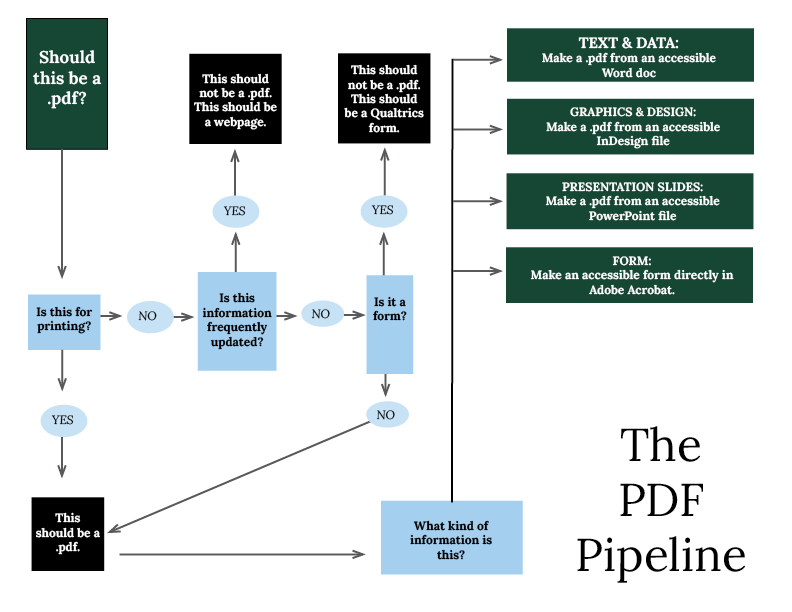 Should
this be a
.pdf?
This should
not be a .pdf.
This should be
a webpage.
This should
not be a .pdf.
This should
be a Qualtrics
form.
TEXT & DATA:
Make a .pdf from an accessible
Word doc
GRAPHICS & DESIGN:
Make a .pdf from an accessible
InDesign file
PRESENTATION SLIDES:
Make a .pdf from an accessible
PowerPoint file
FORM:
Make an accessible form directly in
Adobe Acrobat.
YES
YES
Is this for
printing?
NO
Is this
information
frequently
updated?
NO
Is it a
form?
YES
NO
This
should be a
.pdf.
What kind of
information is
this?
The
PDF
Pipeline